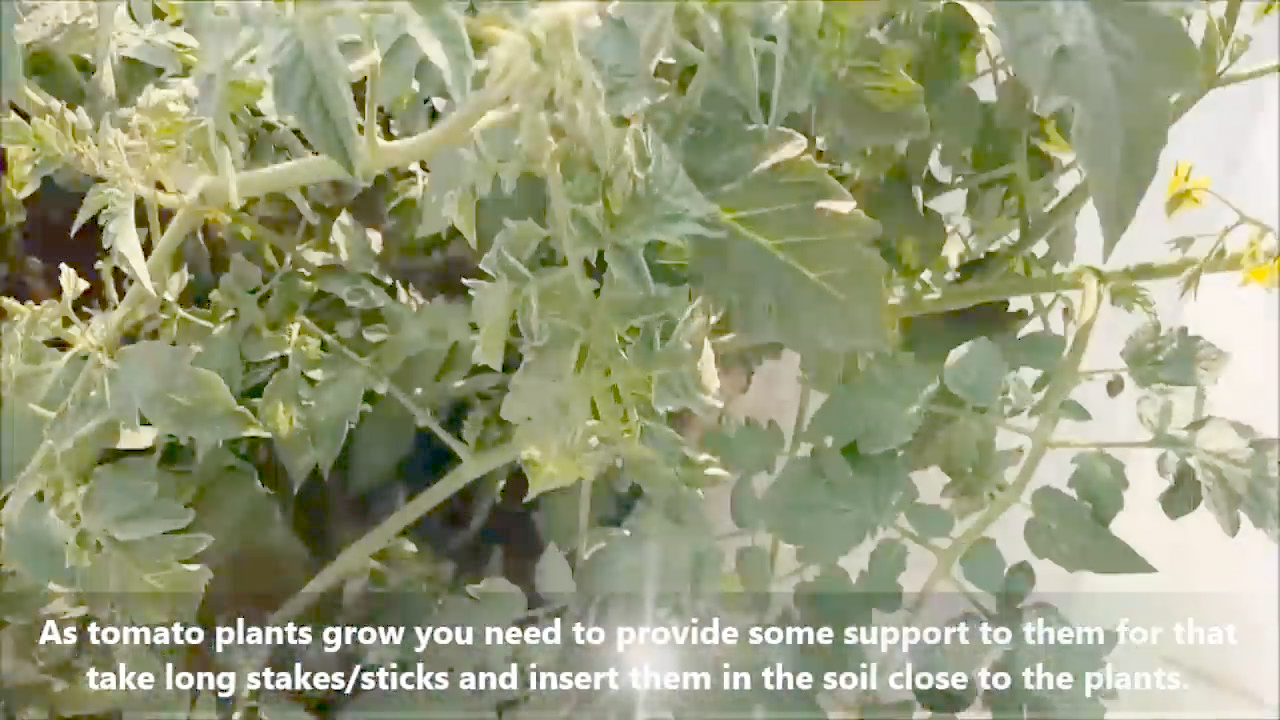 As tomato plants grow you need to provide some support to them for that
take long stakes/sticks and insert them in the soil close to the plants.